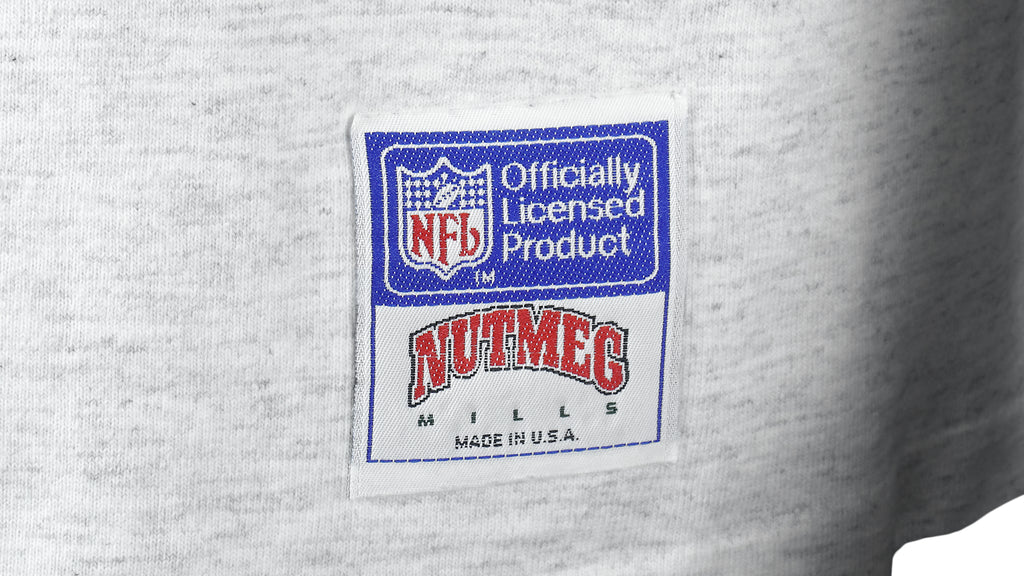 NFL
TM
Officially
Licensed
Product
NUTMEG
MILLS
MADE IN U.S.A.